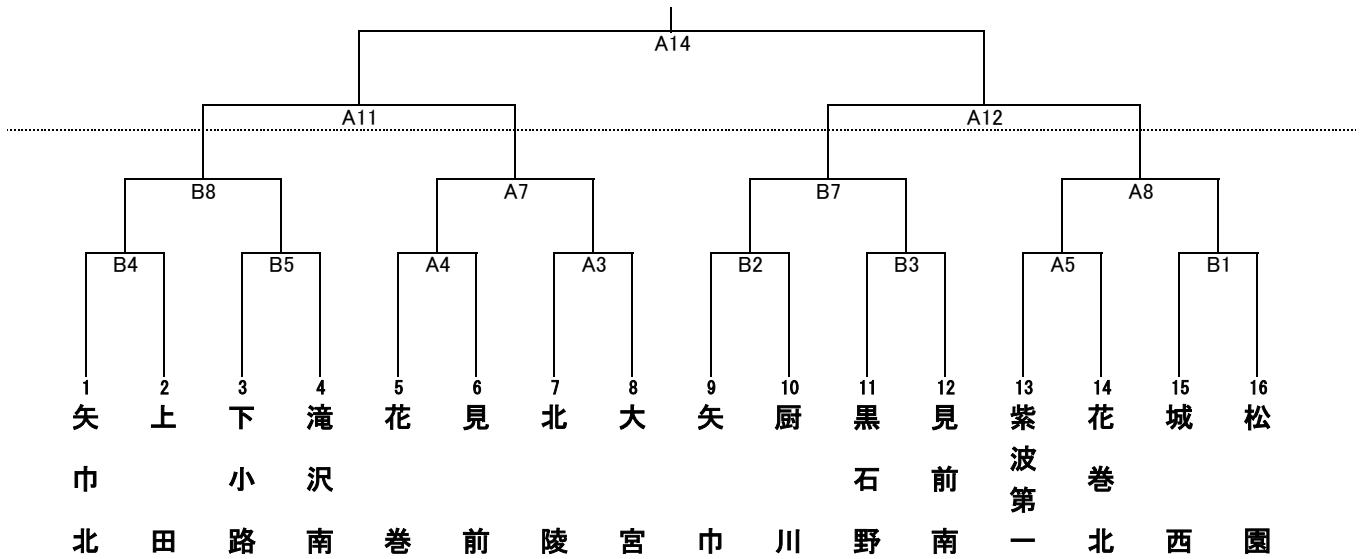 A14
A11 A12
B8 A7 B7 A8
B4 B5 A4 A3 B2 B3 A5 B1
1 2 3 4 5 6 7 8 9 10 11 12 13 14 15 16
矢巾北
上田
下小路
滝沢南
花巻
見前
北陵
大宮
矢巾
厨川
黒石野
見前南
紫波第一
花巻北
城西
松園